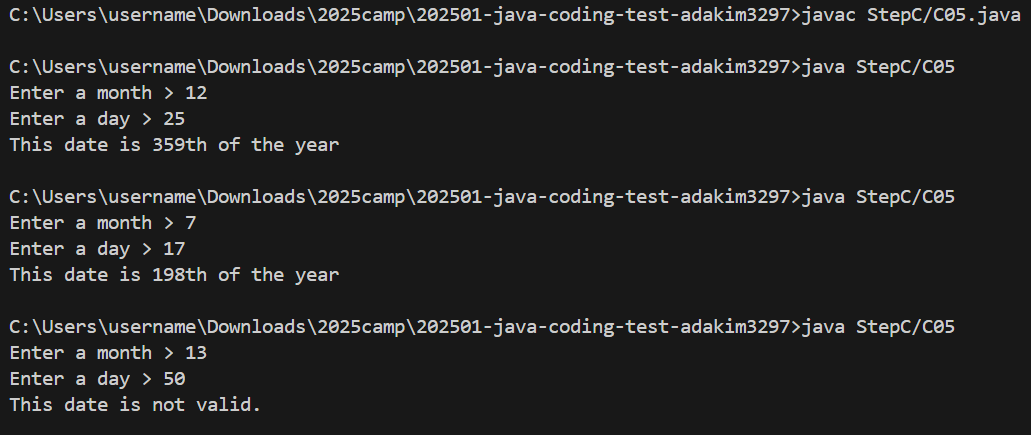 C:\Users\username\Downloads\2025camp\202501-java-coding-test-adakim3297>javac StepC/C05.java
C:\Users\username\Downloads\2025camp\202501-java-coding-test-adakim3297>java StepC/C05
Enter a month > 12
Enter a day > 25
This date is 359th of the year
C:\Users\username\Downloads\2025camp\202501-java-coding-test-adakim3297>java StepC/C05
Enter a month > 7
Enter a day > 17
This date is 198th of the year
C:\Users\username\Downloads\2025camp\202501-java-coding-test-adakim3297>java StepC/C05
Enter a month > 13
Enter a day > 50
This date is not valid.